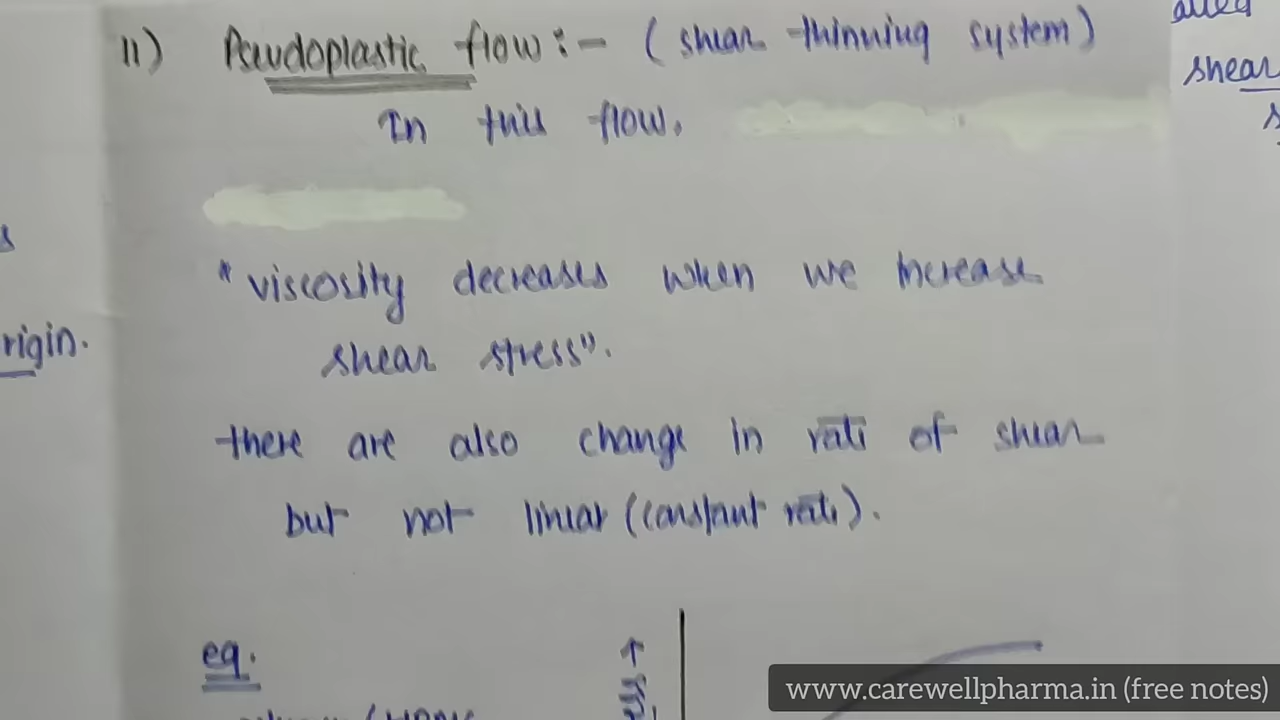 11) Pseudoplastic flow:- (shear thinning system)
In this flow.
"viscosity decreases when we increase
shear stress".
there are also change in rate of shear
but not linear (constant rate).
eg.
rigin.
shear
www.carewellpharma.in (free notes)